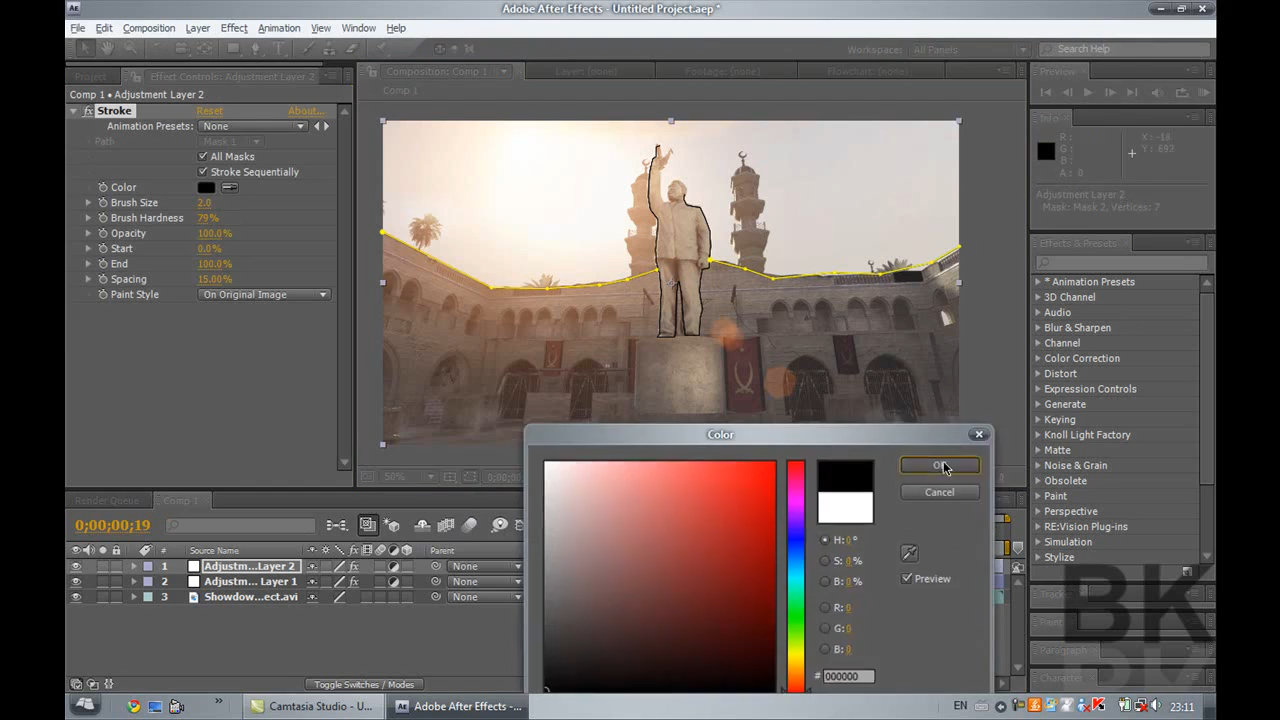 Adobe After Effects - Untitled Project.aep *
File Edit Composition Layer Effect Animation View Window Help
Workspace: All Panels Search Help
Project Effect Controls: Adjustment Layer 2
Composition: Comp 1 Layer: (none) Footage: (none) Flowchart: (none)
Preview
Comp 1 • Adjustment Layer 2
Comp 1
Stroke Reset About...
Animation Presets: None
Path Mask 1
All Masks
Stroke Sequentially
Color
Brush Size 2.0
Brush Hardness 79%
Opacity 100.0%
Start 0.0%
End 100.0%
Spacing 15.00%
Paint Style On Original Image
Info
R : X: -18
G : Y: 692
B :
A : 0
Adjustment Layer 2
Mask: Mask 2, Vertices: 7
Effects & Presets
* Animation Presets
3D Channel
Audio
Blur & Sharpen
Channel
Color Correction
Distort
Expression Controls
Generate
Keying
Knoll Light Factory
Matte
Noise & Grain
Obsolete
Paint
Perspective
RE:Vision Plug-ins
Simulation
Stylize
Paragraph
Character
50%
Color
Cancel
H: 0 °
S: 0 %
B: 0 %
Preview
R: 0
G: 0
B: 0
# 000000
Render Queue Comp 1
0;00;00;19
# Source Name Parent
1 Adjustm...Layer 2 None
2 Adjustm... Layer 1 None
3 Showdow...ect.avi None
Toggle Switches / Modes
BK
Camtasia Studio - U... Adobe After Effects -... EN 23:11